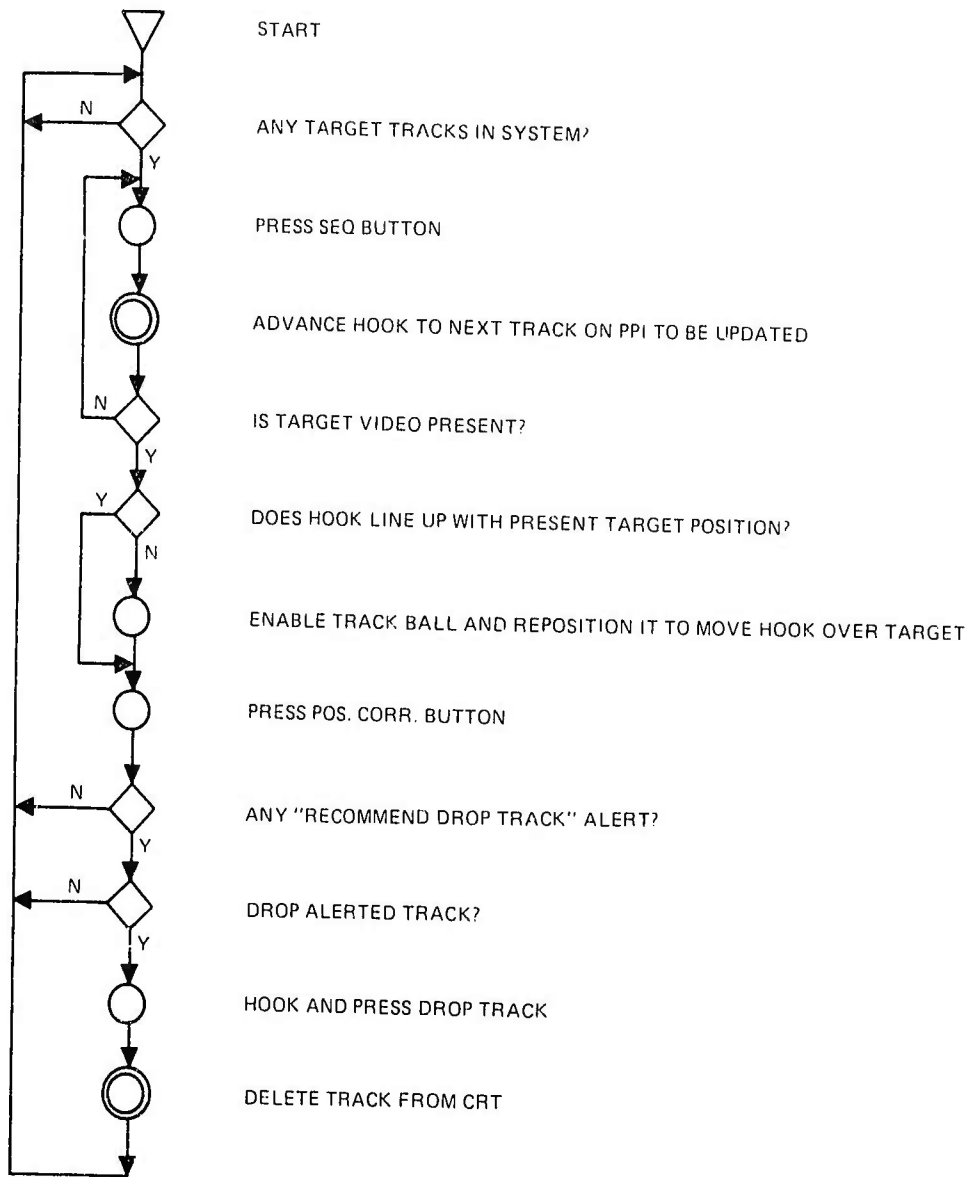 START
N
ANY TARGET TRACKS IN SYSTEM?
Y
PRESS SEQ BUTTON
ADVANCE HOOK TO NEXT TRACK ON PPI TO BE UPDATED
N
IS TARGET VIDEO PRESENT?
Y
Y
DOES HOOK LINE UP WITH PRESENT TARGET POSITION?
N
ENABLE TRACK BALL AND REPOSITION IT TO MOVE HOOK OVER TARGET
PRESS POS. CORR. BUTTON
N
ANY "RECOMMEND DROP TRACK" ALERT?
Y
N
DROP ALERTED TRACK?
Y
HOOK AND PRESS DROP TRACK
DELETE TRACK FROM CRT